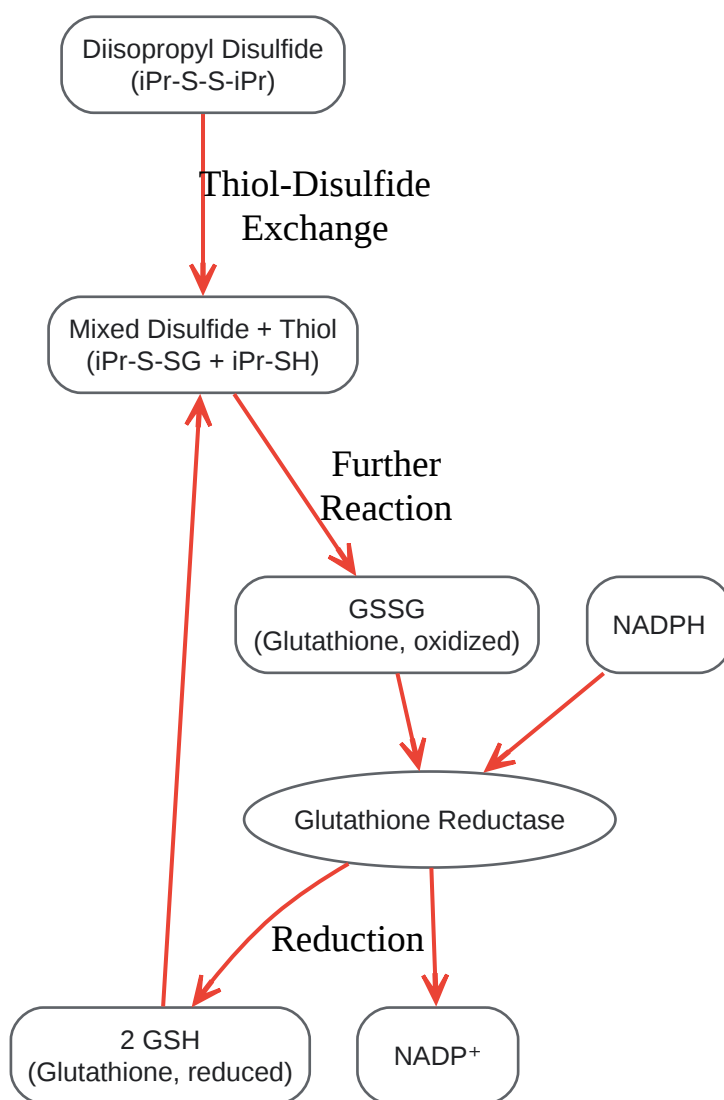 Diisopropyl Disulfide
(iPr-S-S-iPr)
Thiol-Disulfide
Exchange
Mixed Disulfide + Thiol
(iPr-S-SG + iPr-SH)
Further
Reaction
GSSG
(Glutathione, oxidized)
NADPH
Glutathione Reductase
Reduction
2 GSH
(Glutathione, reduced)
NADP⁺